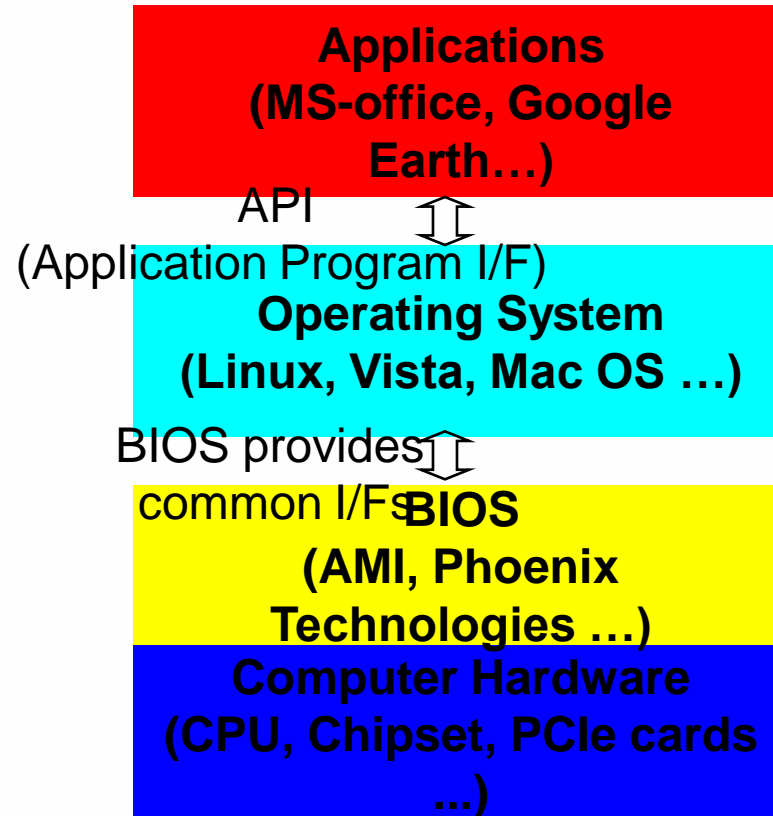 Applications
(MS-office, Google
Earth…)
API
(Application Program I/F)
Operating System
(Linux, Vista, Mac OS …)
BIOS provides
common I/Fs
BIOS
(AMI, Phoenix
Technologies …)
Computer Hardware
(CPU, Chipset, PCIe cards
...)